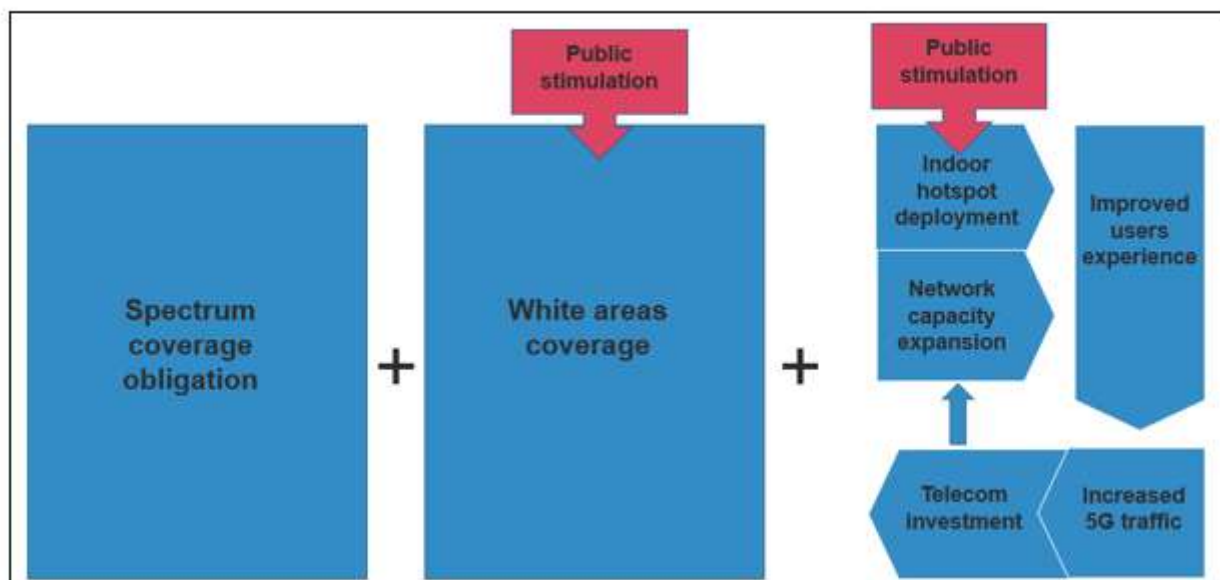 Public
stimulation
Public
stimulation
Spectrum
coverage
obligation
+
White areas
coverage
+
Indoor
hotspot
deployment
Network
capacity
expansion
Improved
users
experience
Telecom
investment
Increased
5G traffic